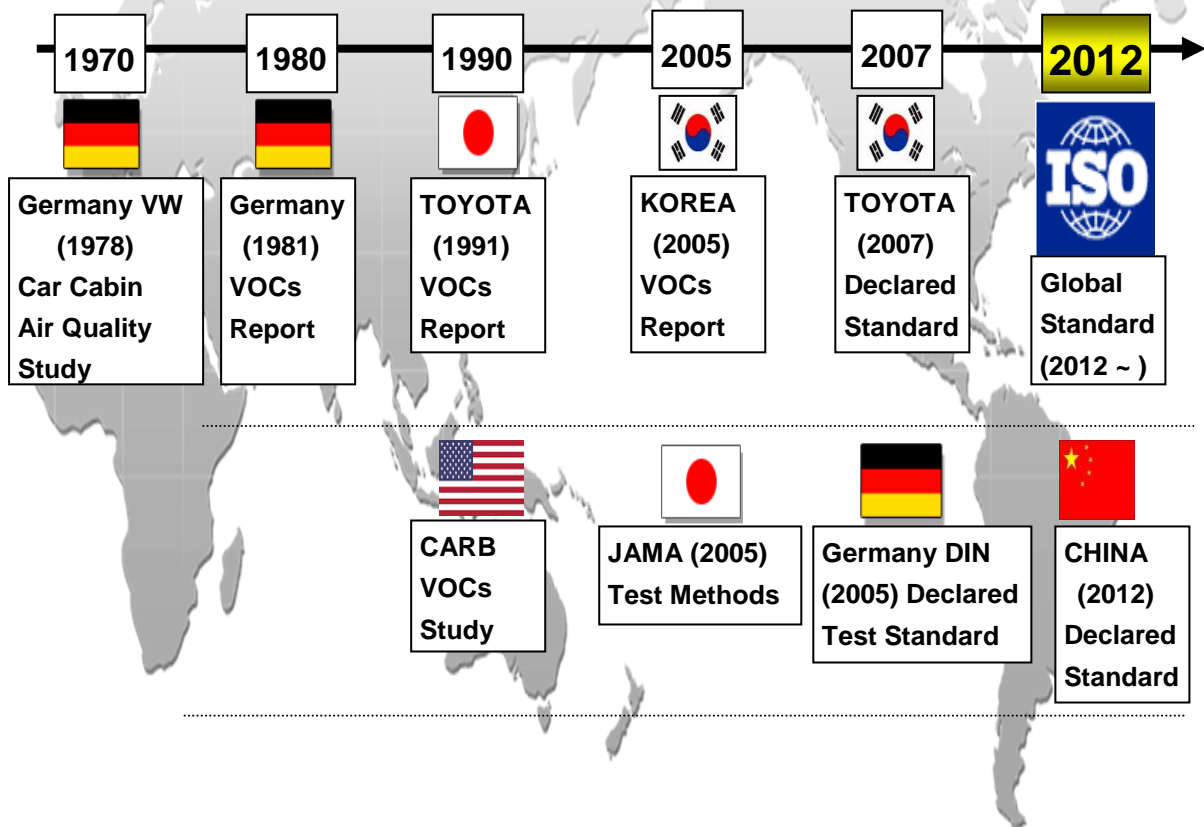 1970
1980
1990
2005
2007
2012
Germany VW
(1978)
Car Cabin
Air Quality
Study
Germany
(1981)
VOCs
Report
TOYOTA
(1991)
VOCs
Report
KOREA
(2005)
VOCs
Report
TOYOTA
(2007)
Declared
Standard
ISO
Global
Standard
(2012 ~ )
CARB
VOCs
Study
JAMA (2005)
Test Methods
Germany DIN
(2005) Declared
Test Standard
CHINA
(2012)
Declared
Standard